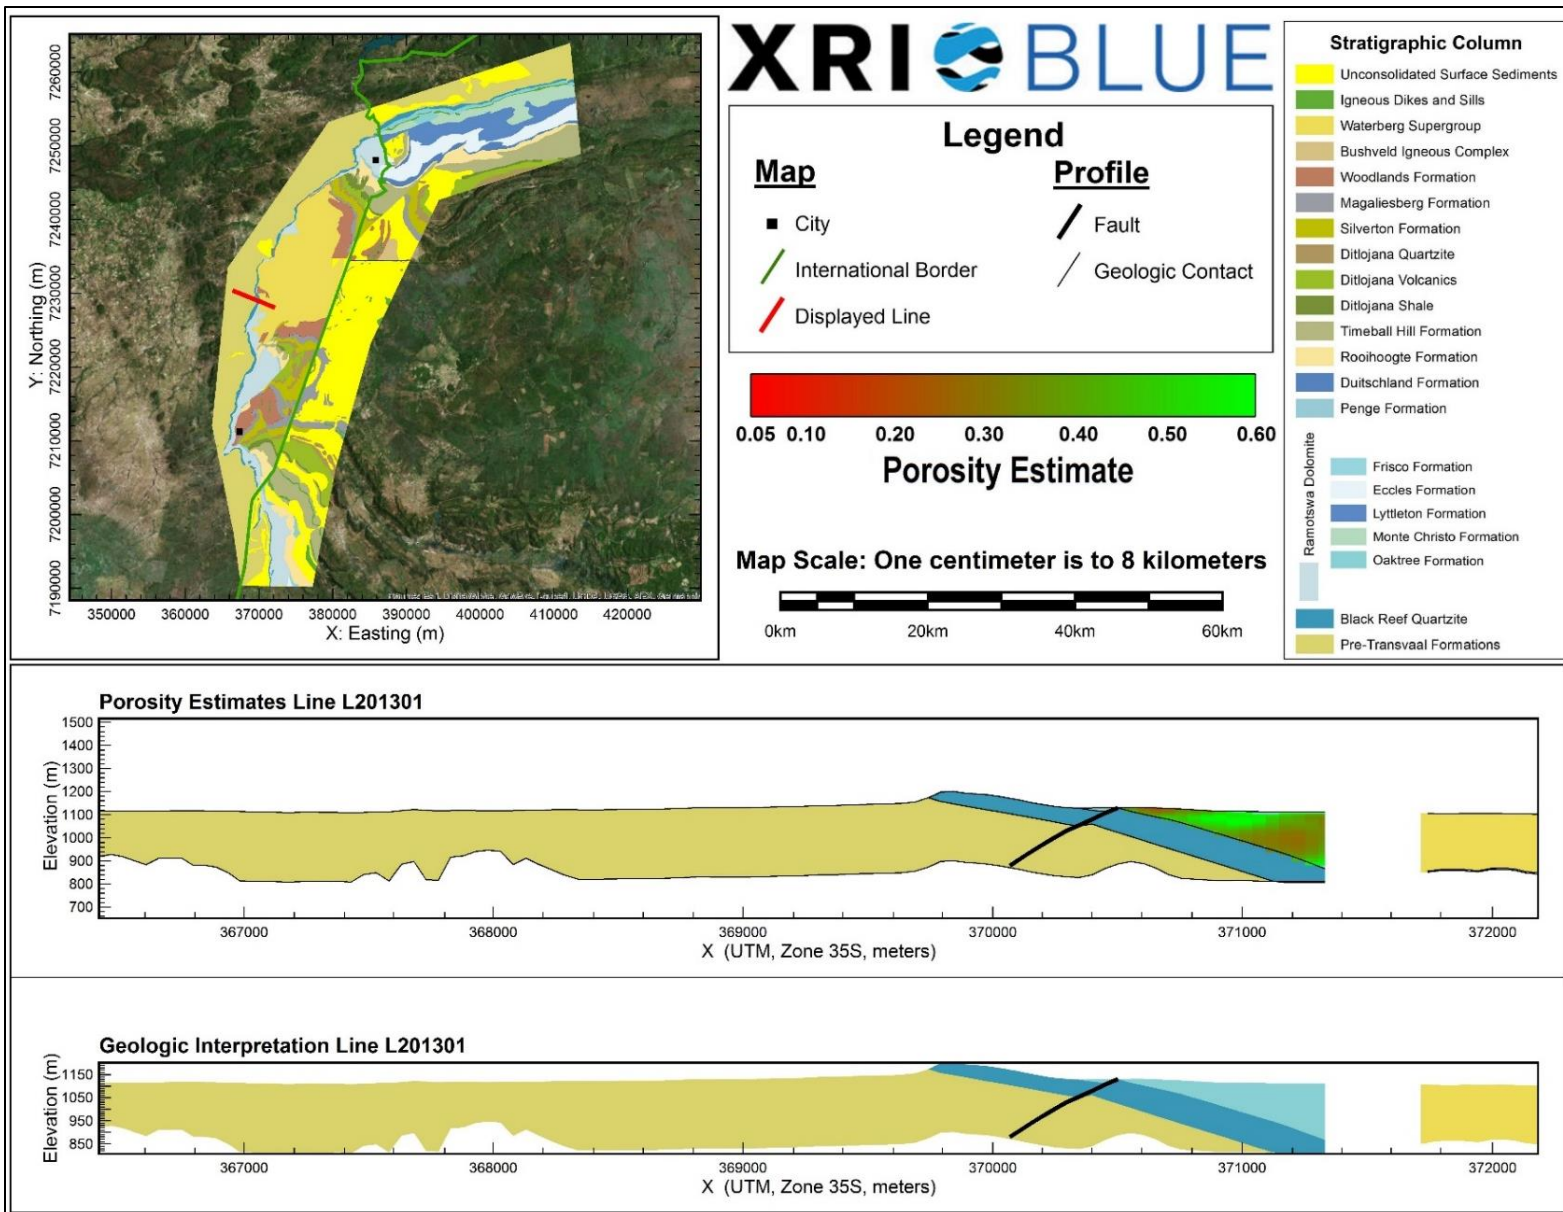 XRI BLUE
Y: Northing (m)
7260000
7250000
7240000
7230000
7220000
7210000
7200000
7190000
350000 360000 370000 380000 390000 400000 410000 420000
X: Easting (m)
Legend
Map
City
International Border
Displayed Line
Profile
Fault
Geologic Contact
0.05 0.10 0.20 0.30 0.40 0.50 0.60
Porosity Estimate
Map Scale: One centimeter is to 8 kilometers
0km 20km 40km 60km
Stratigraphic Column
Unconsolidated Surface Sediments
Igneous Dikes and Sills
Waterberg Supergroup
Bushveld Igneous Complex
Woodlands Formation
Magaliesberg Formation
Silverton Formation
Ditlojana Quartzite
Ditlojana Volcanics
Ditlojana Shale
Timeball Hill Formation
Rooihoogte Formation
Duitschland Formation
Penge Formation
Ramotswa Dolomite
Frisco Formation
Eccles Formation
Lyttleton Formation
Monte Christo Formation
Oaktree Formation
Black Reef Quartzite
Pre-Transvaal Formations
Porosity Estimates Line L201301
Elevation (m)
1500
1400
1300
1200
1100
1000
900
800
700
367000 368000 369000 370000 371000 372000
X (UTM, Zone 35S, meters)
Geologic Interpretation Line L201301
Elevation (m)
1150
1050
950
850
367000 368000 369000 370000 371000 372000
X (UTM, Zone 35S, meters)